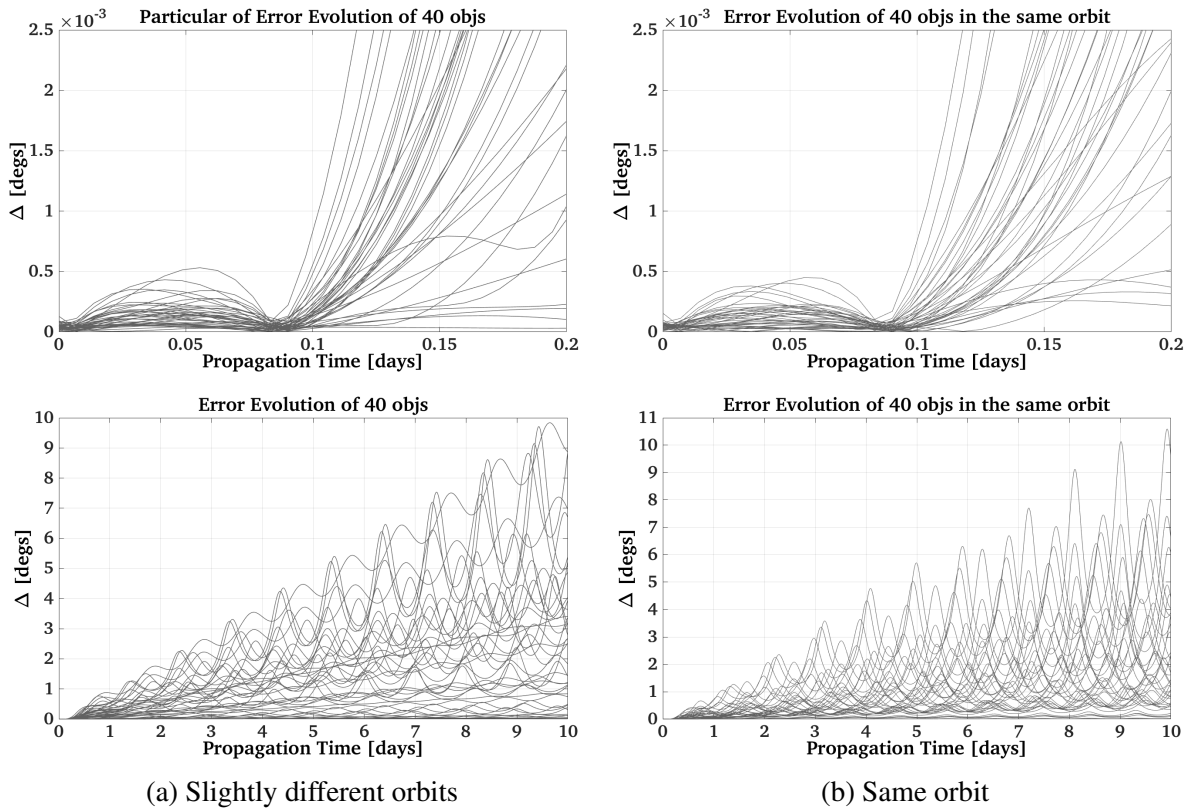 Particular of Error Evolution of 40 objs
×10^-3
2.5
2
1.5
1
0.5
0
Δ [degs]
0 0.05 0.1 0.15 0.2
Propagation Time [days]
Error Evolution of 40 objs in the same orbit
×10^-3
2.5
2
1.5
1
0.5
0
Δ [degs]
0 0.05 0.1 0.15 0.2
Propagation Time [days]
Error Evolution of 40 objs
10
9
8
7
6
5
4
3
2
1
0
Δ [degs]
0 1 2 3 4 5 6 7 8 9 10
Propagation Time [days]
(a) Slightly different orbits
Error Evolution of 40 objs in the same orbit
11
10
9
8
7
6
5
4
3
2
1
0
Δ [degs]
0 1 2 3 4 5 6 7 8 9 10
Propagation Time [days]
(b) Same orbit